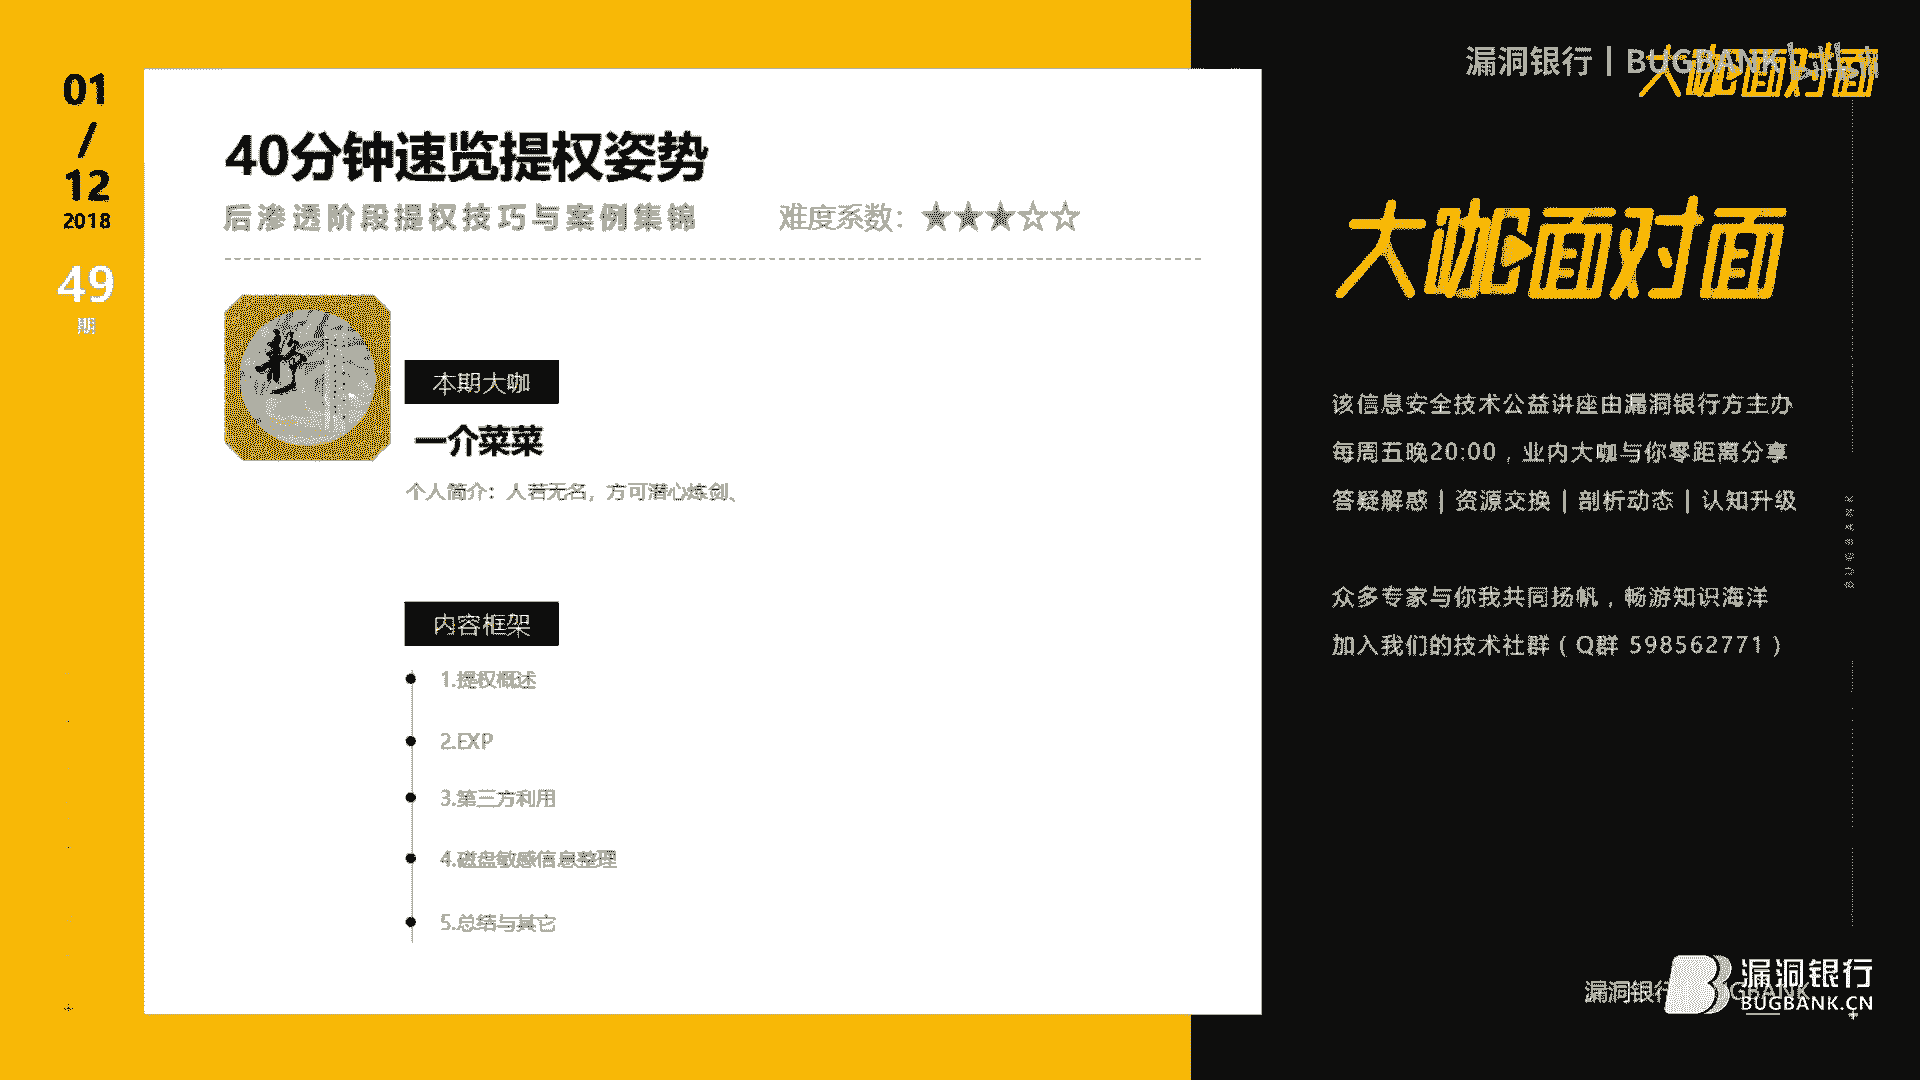 01
/
12
2018
49
期
40分钟速览提权姿势
后渗透阶段提权技巧与案例集锦
难度系数：★★★☆☆
静
本期大咖
一介菜菜
个人简介：人若无名，方可潜心炼剑、
内容框架
1.提权概述
2.EXP
3.第三方利用
4.磁盘敏感信息整理
5.总结与其它
漏洞银行｜BUGBANK
大咖面对面
大咖面对面
该信息安全技术公益讲座由漏洞银行方主办
每周五晚20:00，业内大咖与你零距离分享
答疑解惑｜资源交换｜剖析动态｜认知升级
众多专家与你我共同扬帆，畅游知识海洋
加入我们的技术社群（Q群 598562771）
BUGBANK
漏洞银行
漏洞银行
BUGBANK.CN